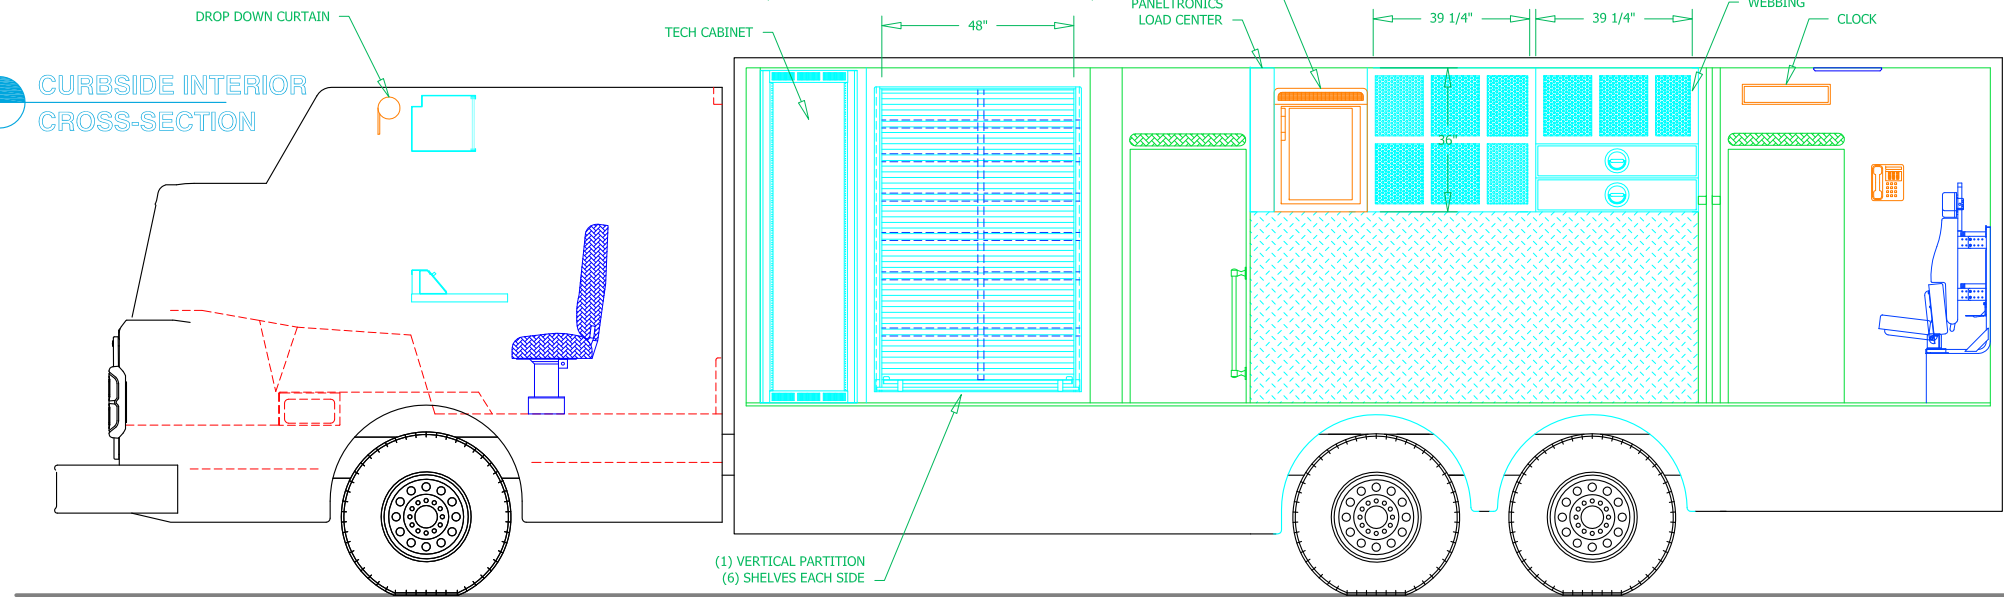 DROP DOWN CURTAIN
CURBSIDE INTERIOR
CROSS-SECTION
TECH CABINET
48"
PANELTRONICS
LOAD CENTER
39 1/4"
39 1/4"
WEBBING
CLOCK
36"
(1) VERTICAL PARTITION
(6) SHELVES EACH SIDE